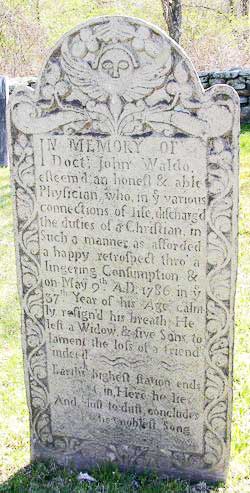 IN MEMORY OF
Doct: John Waldo,
esteem'd an honest & able
Physician, who, in ye various
connections of life, discharged
the duties of a Christian, in
Such a manner as afforded
a happy retrospect thro' a
lingering Consumption &
on May 9th A.D. 1786, in ye
37th Year of his Age, calm
ly resign'd his breath. He
left a Widow, & five Sons to
lament the loss of a friend
indeed.
Earth's highest station ends
in, Here he lies
And, dust to dust, concludes
noblest Song